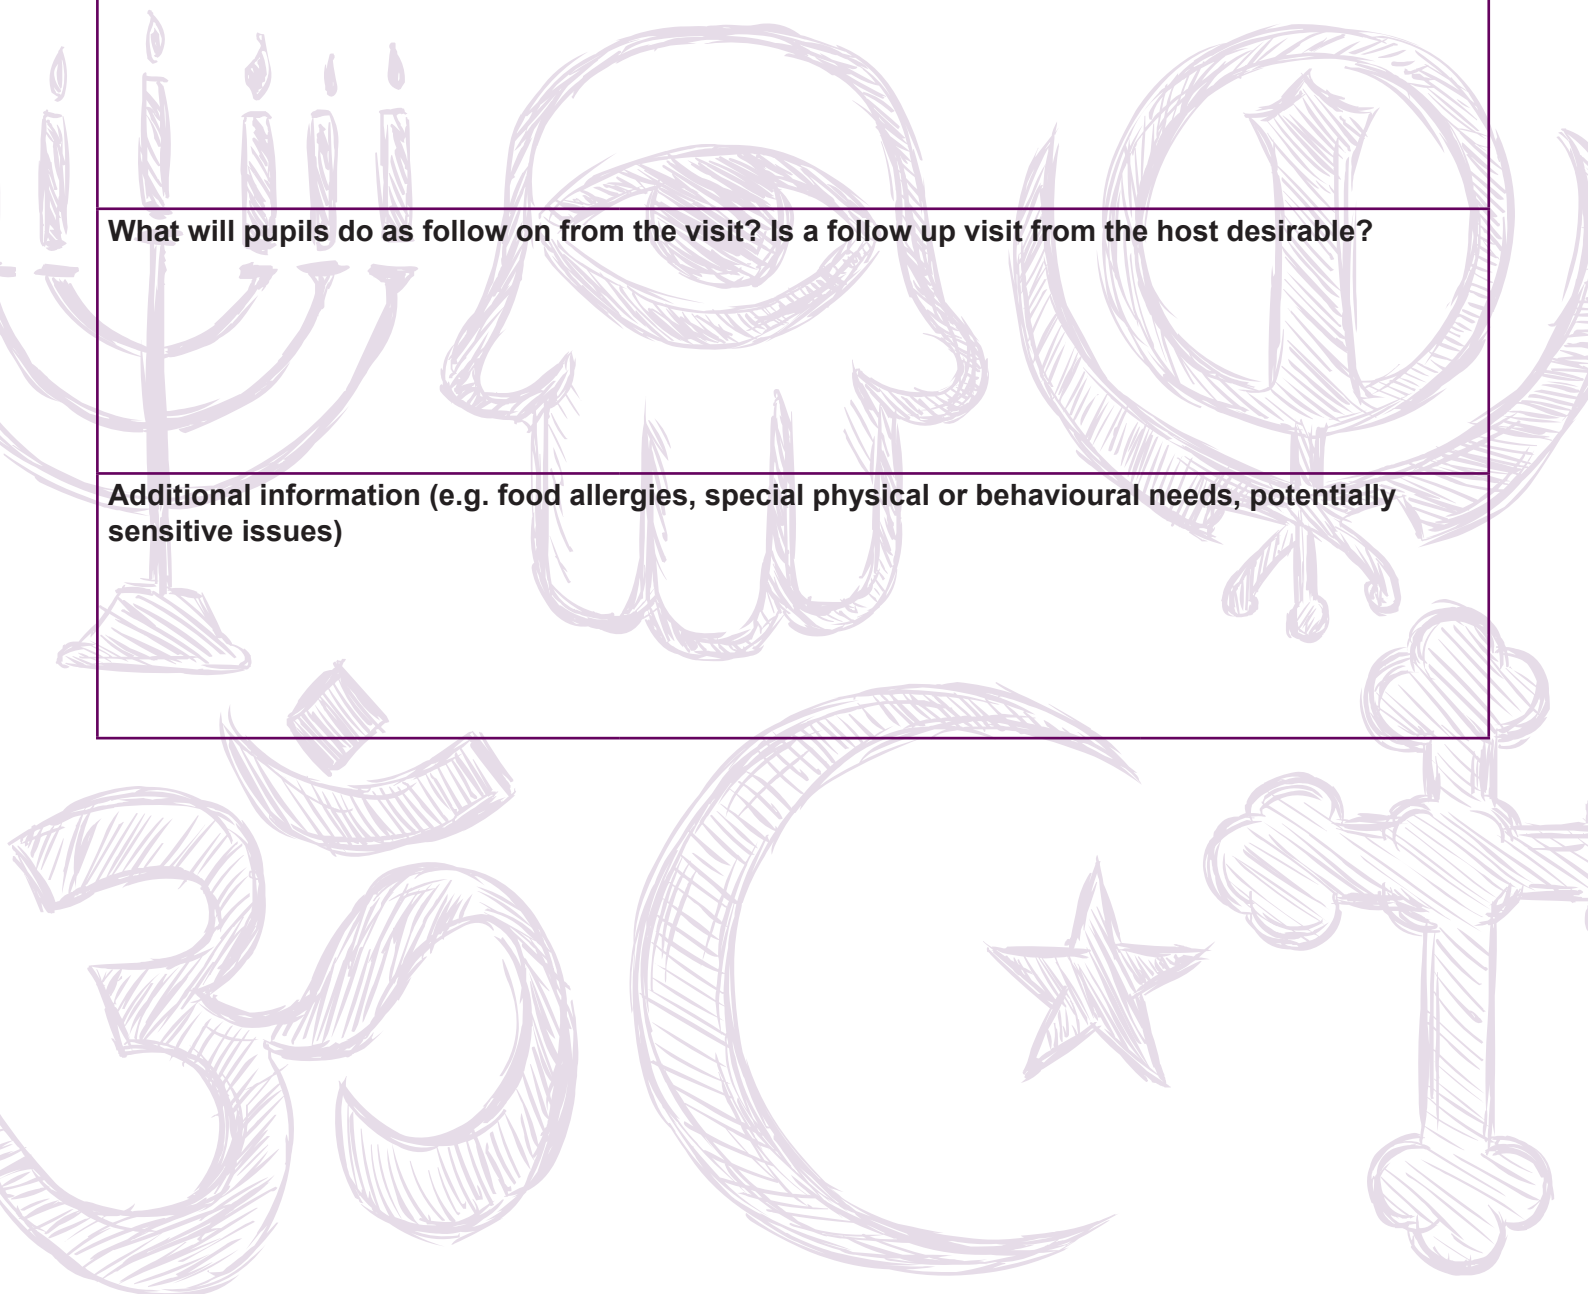 What will pupils do as follow on from the visit? Is a follow up visit from the host desirable?
Additional information (e.g. food allergies, special physical or behavioural needs, potentially
sensitive issues)